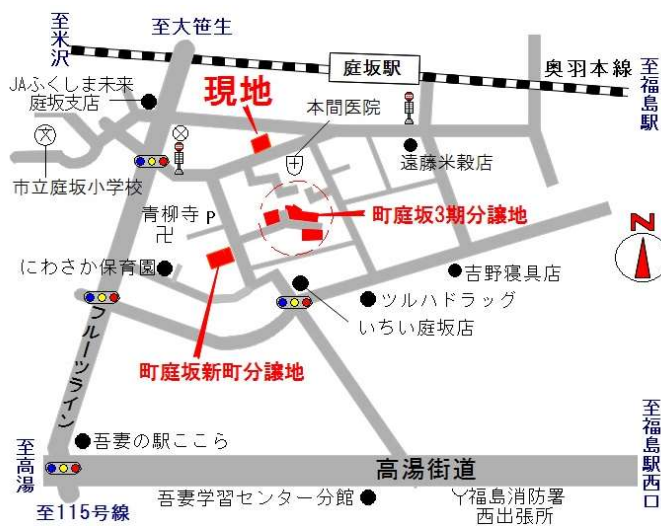 至米沢
至大笹生
庭坂駅
奥羽本線
至福島駅
JAふくしま未来
庭坂支店
現地
本間医院
文
遠藤米穀店
市立庭坂小学校
青柳寺
P
卍
町庭坂3期分譲地
N
にわさか保育園
吉野寝具店
ツルハドラッグ
いちい庭坂店
フルーツライン
町庭坂新町分譲地
至高湯
吾妻の駅ここら
高湯街道
至福島駅西口
吾妻学習センター分館
福島消防署
西出張所
至115号線